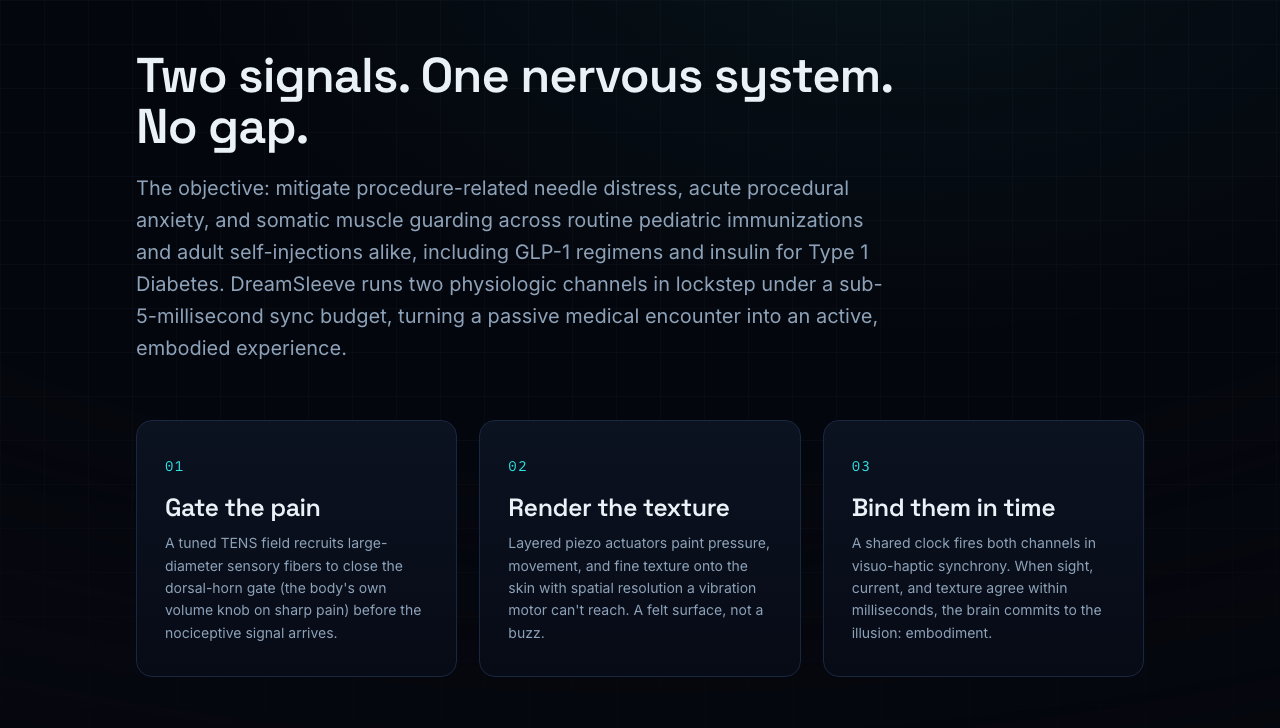 Two signals. One nervous system.
No gap.
The objective: mitigate procedure-related needle distress, acute procedural
anxiety, and somatic muscle guarding across routine pediatric immunizations
and adult self-injections alike, including GLP-1 regimens and insulin for Type 1
Diabetes. DreamSleeve runs two physiologic channels in lockstep under a sub-
5-millisecond sync budget, turning a passive medical encounter into an active,
embodied experience.
01
Gate the pain
A tuned TENS field recruits large-
diameter sensory fibers to close the
dorsal-horn gate (the body's own
volume knob on sharp pain) before the
nociceptive signal arrives.
02
Render the texture
Layered piezo actuators paint pressure,
movement, and fine texture onto the
skin with spatial resolution a vibration
motor can't reach. A felt surface, not a
buzz.
03
Bind them in time
A shared clock fires both channels in
visuo-haptic synchrony. When sight,
current, and texture agree within
milliseconds, the brain commits to the
illusion: embodiment.